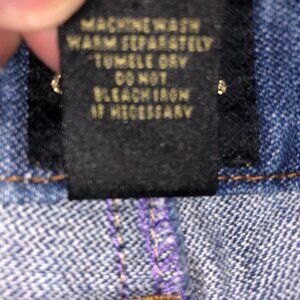 MACHINE WASH
WARM SEPARATELY
TUMBLE DRY
DO NOT
BLEACH IRON
IF NECESSARY